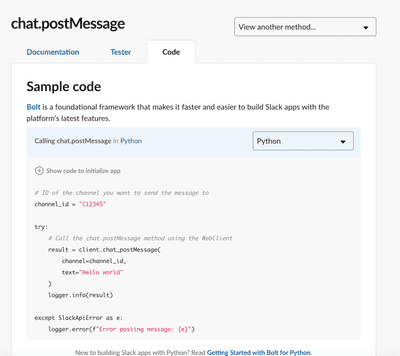 chat.postMessage
View another method...
Documentation
Tester
Code
Sample code
Bolt is a foundational framework that makes it faster and easier to build Slack apps with the
platform's latest features.
Calling chat.postMessage in Python
Python
Show code to initialize app
# ID of the channel you want to send the message to
channel_id = "C12345"
try:
# Call the chat.postMessage method using the WebClient
result = client.chat_postMessage(
channel=channel_id,
text="Hello world"
)
logger.info(result)
except SlackApiError as e:
logger.error(f"Error posting message: {e}")
New to building Slack apps with Python? Read Getting Started with Bolt for Python.